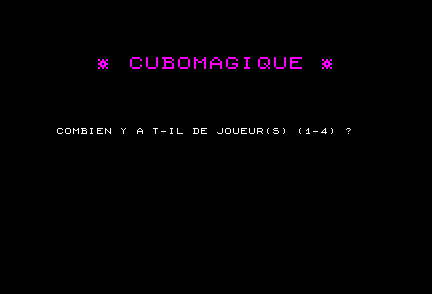 ¤ CUBOMAGIQUE ¤
COMBIEN Y A T-IL DE JOUEUR(S) (1-4) ?